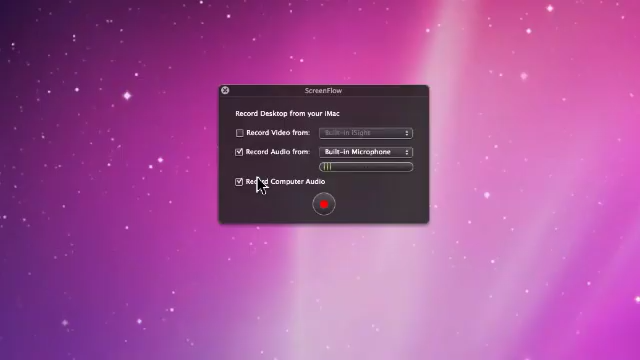 ScreenFlow
Record Desktop from your iMac
Record Video from: Built-in iSight
Record Audio from: Built-in Microphone
Record Computer Audio